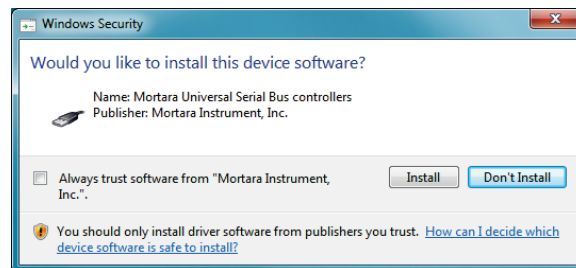 Windows Security
Would you like to install this device software?
Name: Mortara Universal Serial Bus controllers
Publisher: Mortara Instrument, Inc.
Always trust software from "Mortara Instrument,
Inc.".
Install
Don't Install
You should only install driver software from publishers you trust. How can I decide which
device software is safe to install?